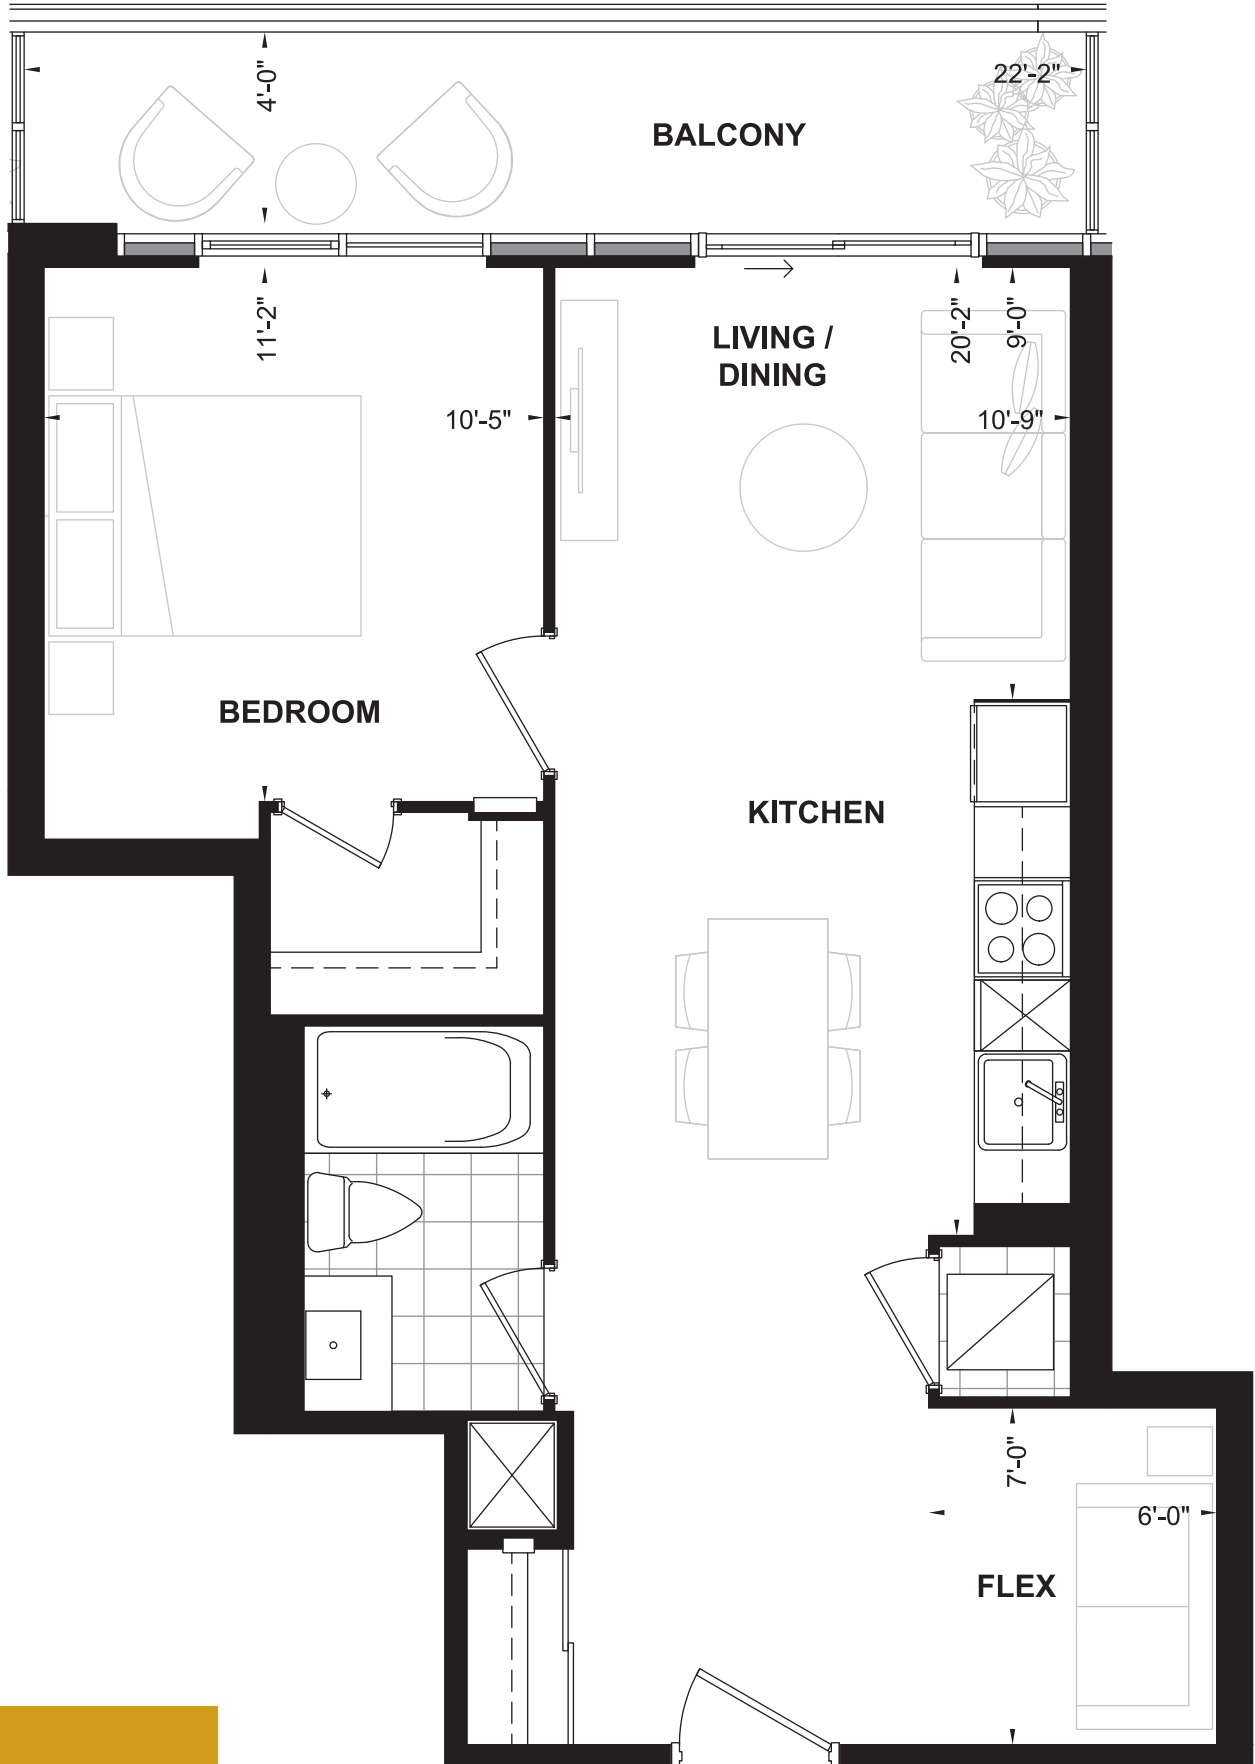 4'-0"
22'-2"
BALCONY
11'-2"
LIVING /
DINING
20'-2"
9'-0"
10'-5"
10'-9"
BEDROOM
KITCHEN
7'-0"
6'-0"
FLEX